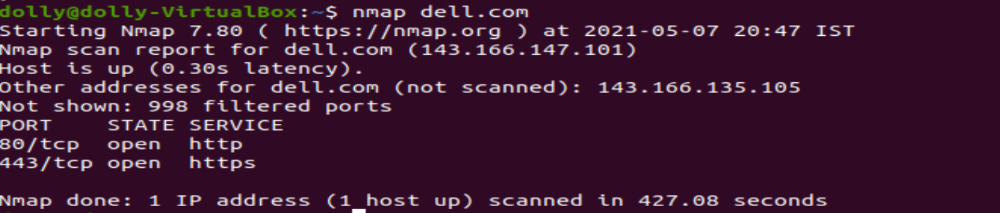 dolly@dolly-VirtualBox:~$ nmap dell.com
Starting Nmap 7.80 ( https://nmap.org ) at 2021-05-07 20:47 IST
Nmap scan report for dell.com (143.166.147.101)
Host is up (0.30s latency).
Other addresses for dell.com (not scanned): 143.166.135.105
Not shown: 998 filtered ports
PORT    STATE SERVICE
80/tcp  open  http
443/tcp open  https

Nmap done: 1 IP address (1 host up) scanned in 427.08 seconds